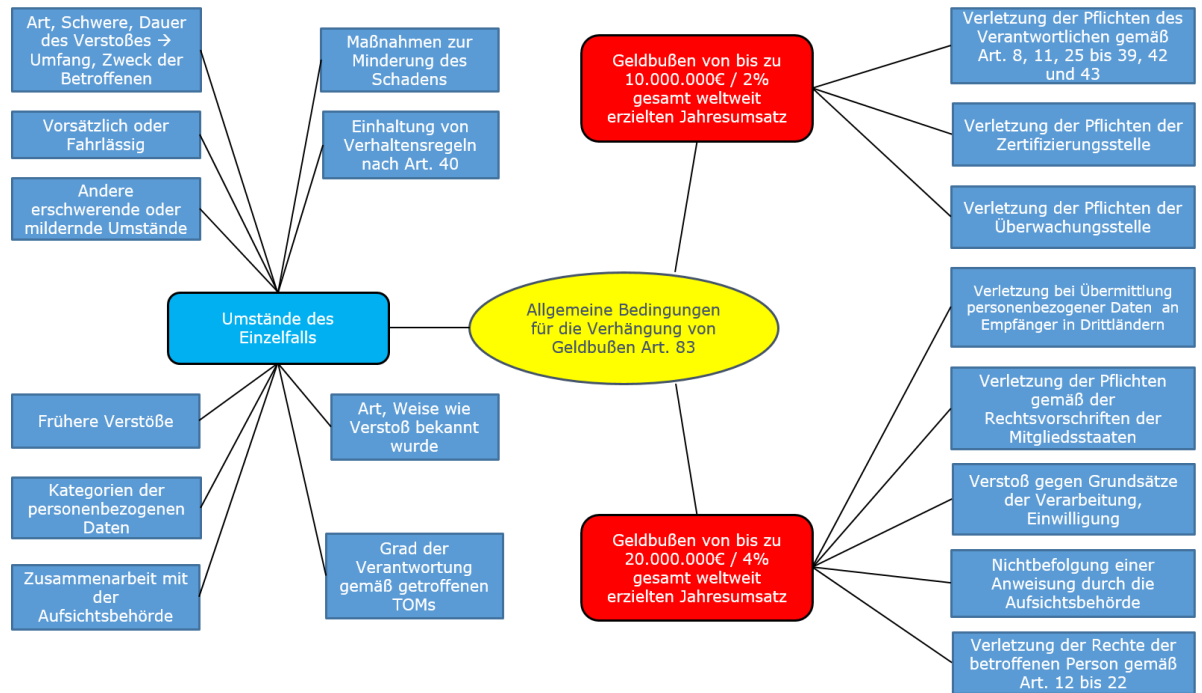 Art, Schwere, Dauer
des Verstoßes →
Umfang, Zweck der
Betroffenen
Maßnahmen zur
Minderung des
Schadens
Vorsätzlich oder
Fahrlässig
Einhaltung von
Verhaltensregeln
nach Art. 40
Andere
erschwerende oder
mildernde Umstände
Umstände des
Einzelfalls
Frühere Verstöße
Art, Weise wie
Verstoß bekannt
wurde
Kategorien der
personenbezogenen
Daten
Zusammenarbeit mit
der
Aufsichtsbehörde
Grad der
Verantwortung
gemäß getroffenen
TOMs
Allgemeine Bedingungen
für die Verhängung von
Geldbußen Art. 83
Geldbußen von bis zu
10.000.000€ / 2%
gesamt weltweit
erzielten Jahresumsatz
Verletzung der Pflichten des
Verantwortlichen gemäß
Art. 8, 11, 25 bis 39, 42
und 43
Verletzung der Pflichten der
Zertifizierungsstelle
Verletzung der Pflichten der
Überwachungsstelle
Geldbußen von bis zu
20.000.000€ / 4%
gesamt weltweit
erzielten Jahresumsatz
Verletzung bei Übermittlung
personenbezogener Daten an
Empfänger in Drittländern
Verletzung der Pflichten
gemäß der
Rechtsvorschriften der
Mitgliedsstaaten
Verstoß gegen Grundsätze
der Verarbeitung,
Einwilligung
Nichtbefolgung einer
Anweisung durch die
Aufsichtsbehörde
Verletzung der Rechte der
betroffenen Person gemäß
Art. 12 bis 22